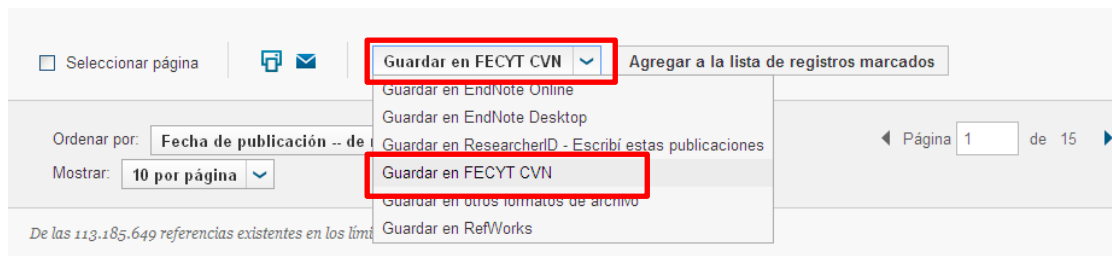 Seleccionar página
Guardar en FECYT CVN
Agregar a la lista de registros marcados
Guardar en EndNote Online
Guardar en EndNote Desktop
Ordenar por: Fecha de publicación -- de
Guardar en ResearcherID - Escribí estas publicaciones
Página 1 de 15
Mostrar: 10 por página
Guardar en FECYT CVN
Guardar en otros formatos de archivo
Guardar en RefWorks
De las 113.185.649 referencias existentes en los lími